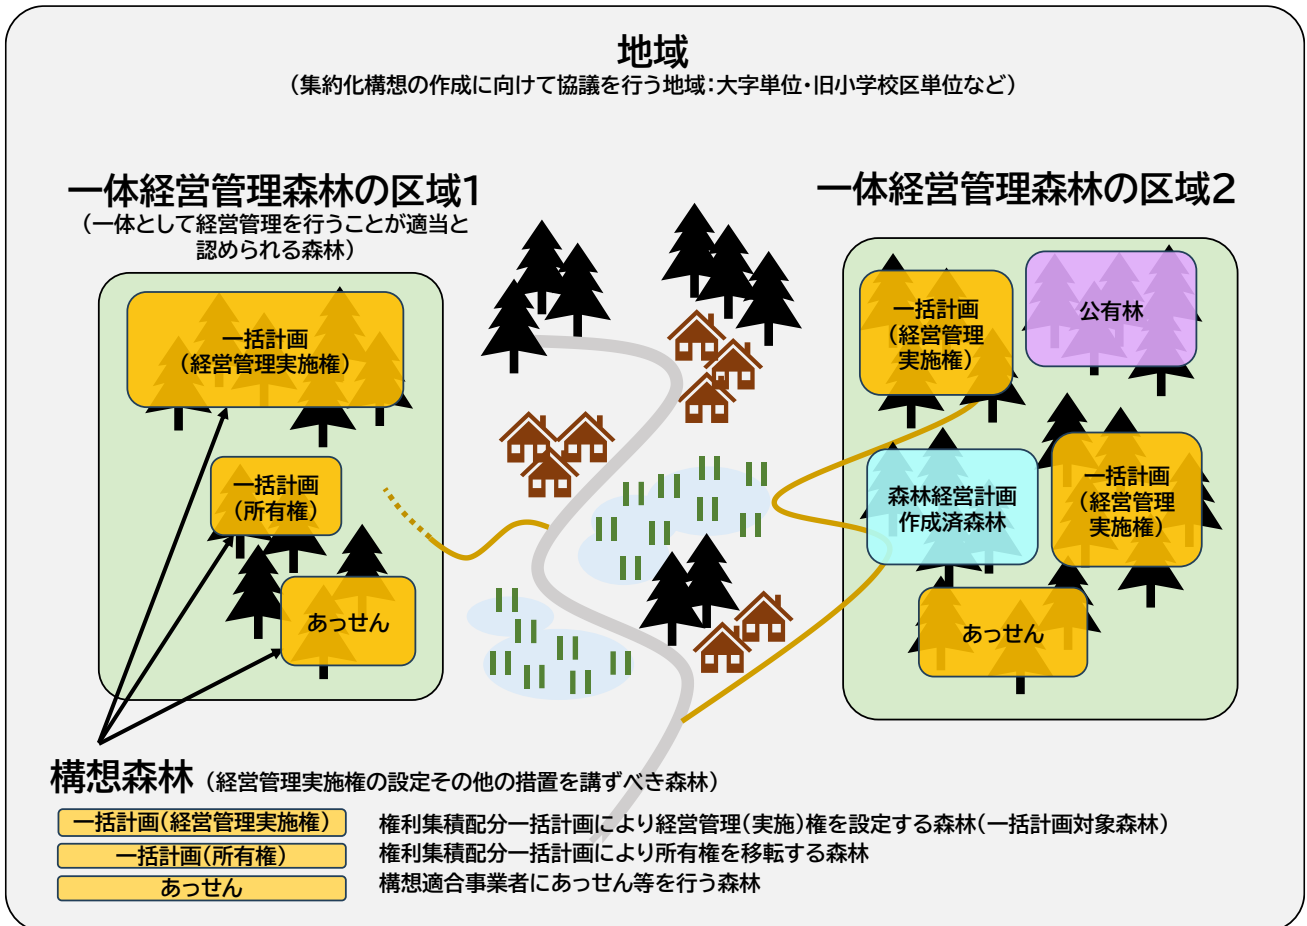 地域
（集約化構想の作成に向けて協議を行う地域：大字単位・旧小学校区単位など）
一体経営管理森林の区域1
（一体として経営管理を行うことが適当と
認められる森林）
一括計画
（経営管理実施権）
一括計画
（所有権）
あっせん
一体経営管理森林の区域2
一括計画
（経営管理
実施権）
公有林
森林経営計画
作成済森林
一括計画
（経営管理
実施権）
あっせん
構想森林（経営管理実施権の設定その他の措置を講ずべき森林）
一括計画（経営管理実施権） 権利集積配分一括計画により経営管理（実施）権を設定する森林（一括計画対象森林）
一括計画（所有権） 権利集積配分一括計画により所有権を移転する森林
あっせん 構想適合事業者にあっせん等を行う森林